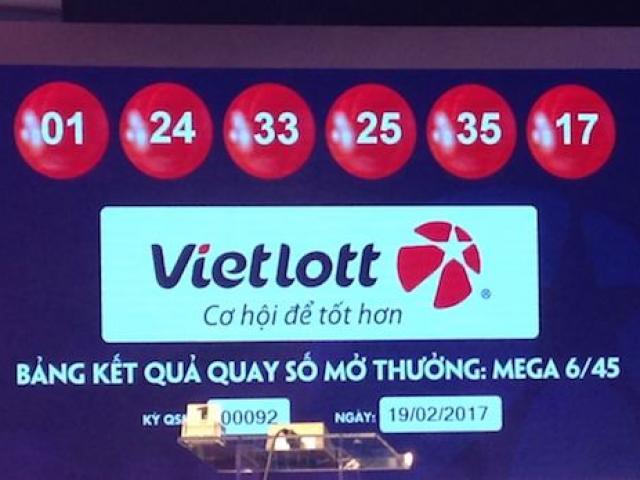 01 24 33 25 35 17
Vietlott
®
Cơ hội để tốt hơn
BẢNG KẾT QUẢ QUAY SỐ MỞ THƯỞNG: MEGA 6/45
KỲ 00092 NGÀY: 19/02/2017